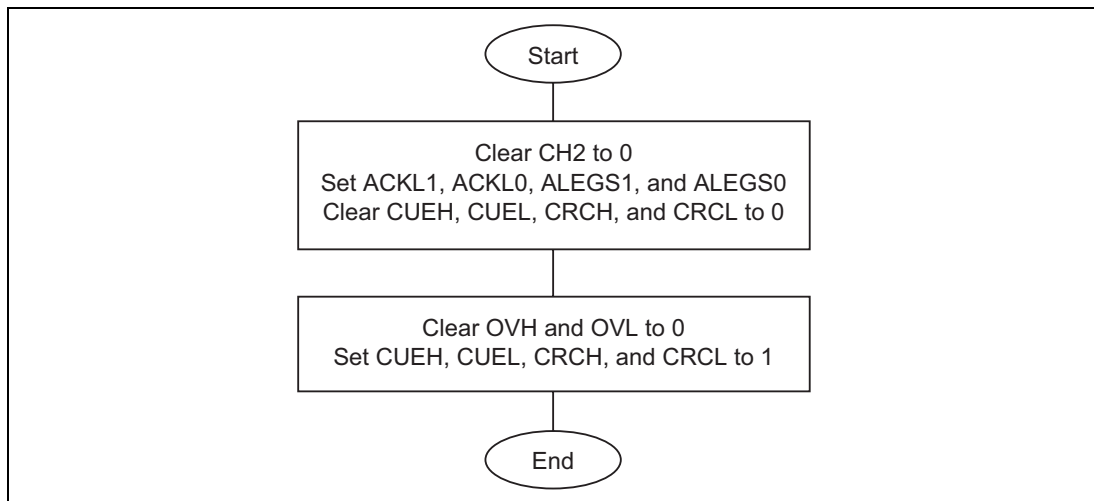 Start
Clear CH2 to 0
Set ACKL1, ACKL0, ALEGS1, and ALEGS0
Clear CUEH, CUEL, CRCH, and CRCL to 0
Clear OVH and OVL to 0
Set CUEH, CUEL, CRCH, and CRCL to 1
End